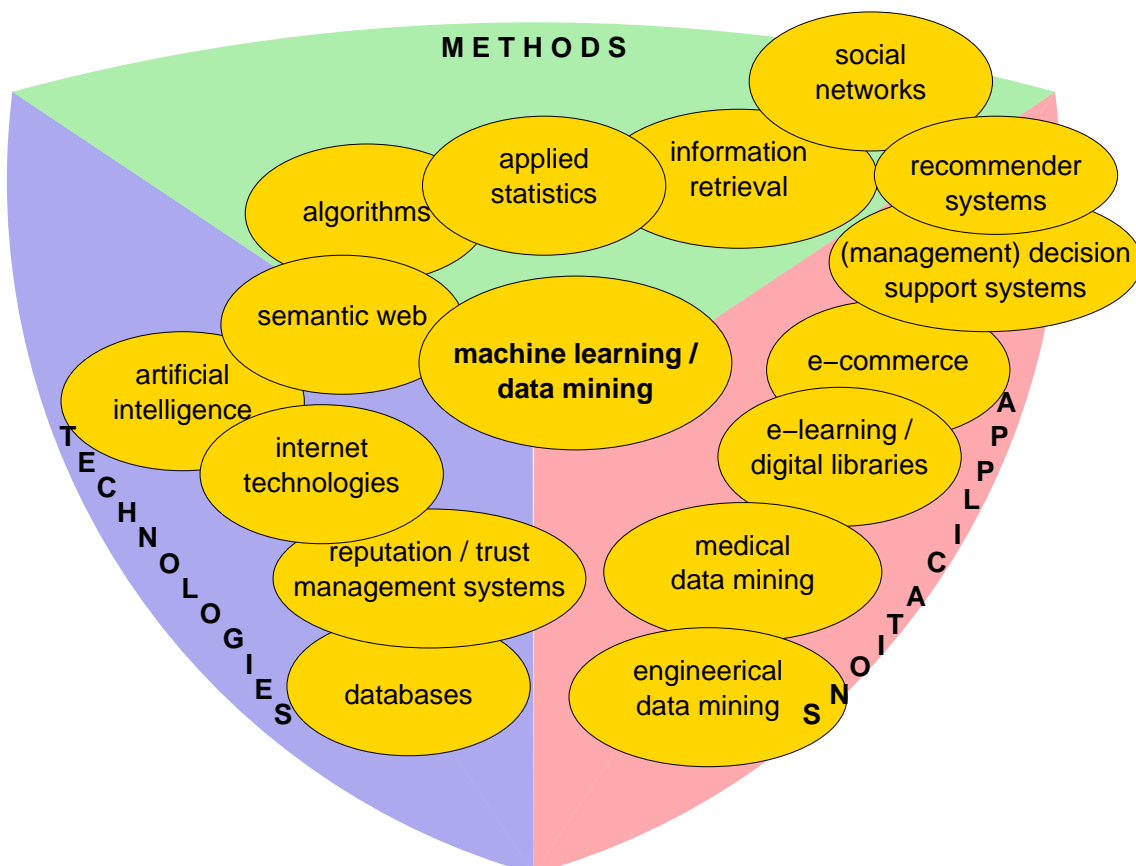 METHODS
social
networks
applied
statistics
information
retrieval
recommender
systems
algorithms
(management) decision
support systems
semantic web
machine learning /
data mining
e−commerce
artificial
intelligence
e−learning /
digital libraries
internet
technologies
TECHNOLOGIES
APPLICATIONS
reputation / trust
management systems
medical
data mining
databases
engineerical
data mining